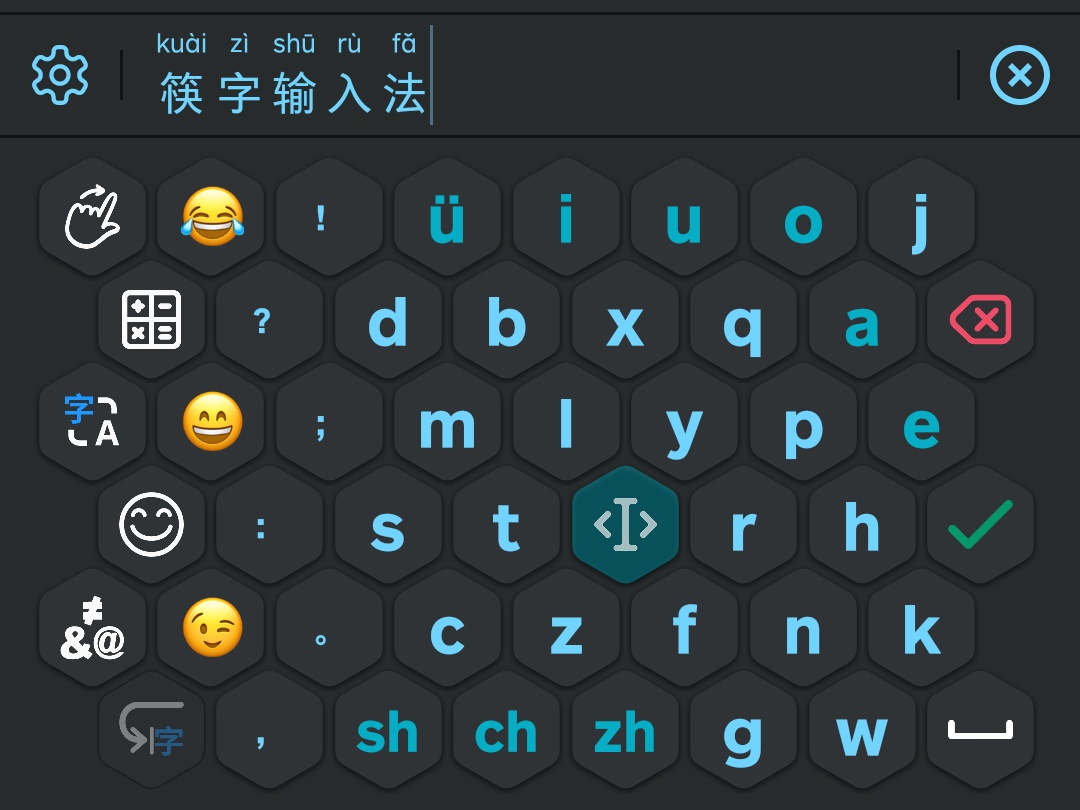 kuài zì shū rù fǎ
筷字输入法
! ü i u o j
? d b x q a
字 A ; m l y p e
: s t r h
≠ &@ 。 c z f n k
字 , sh ch zh g w